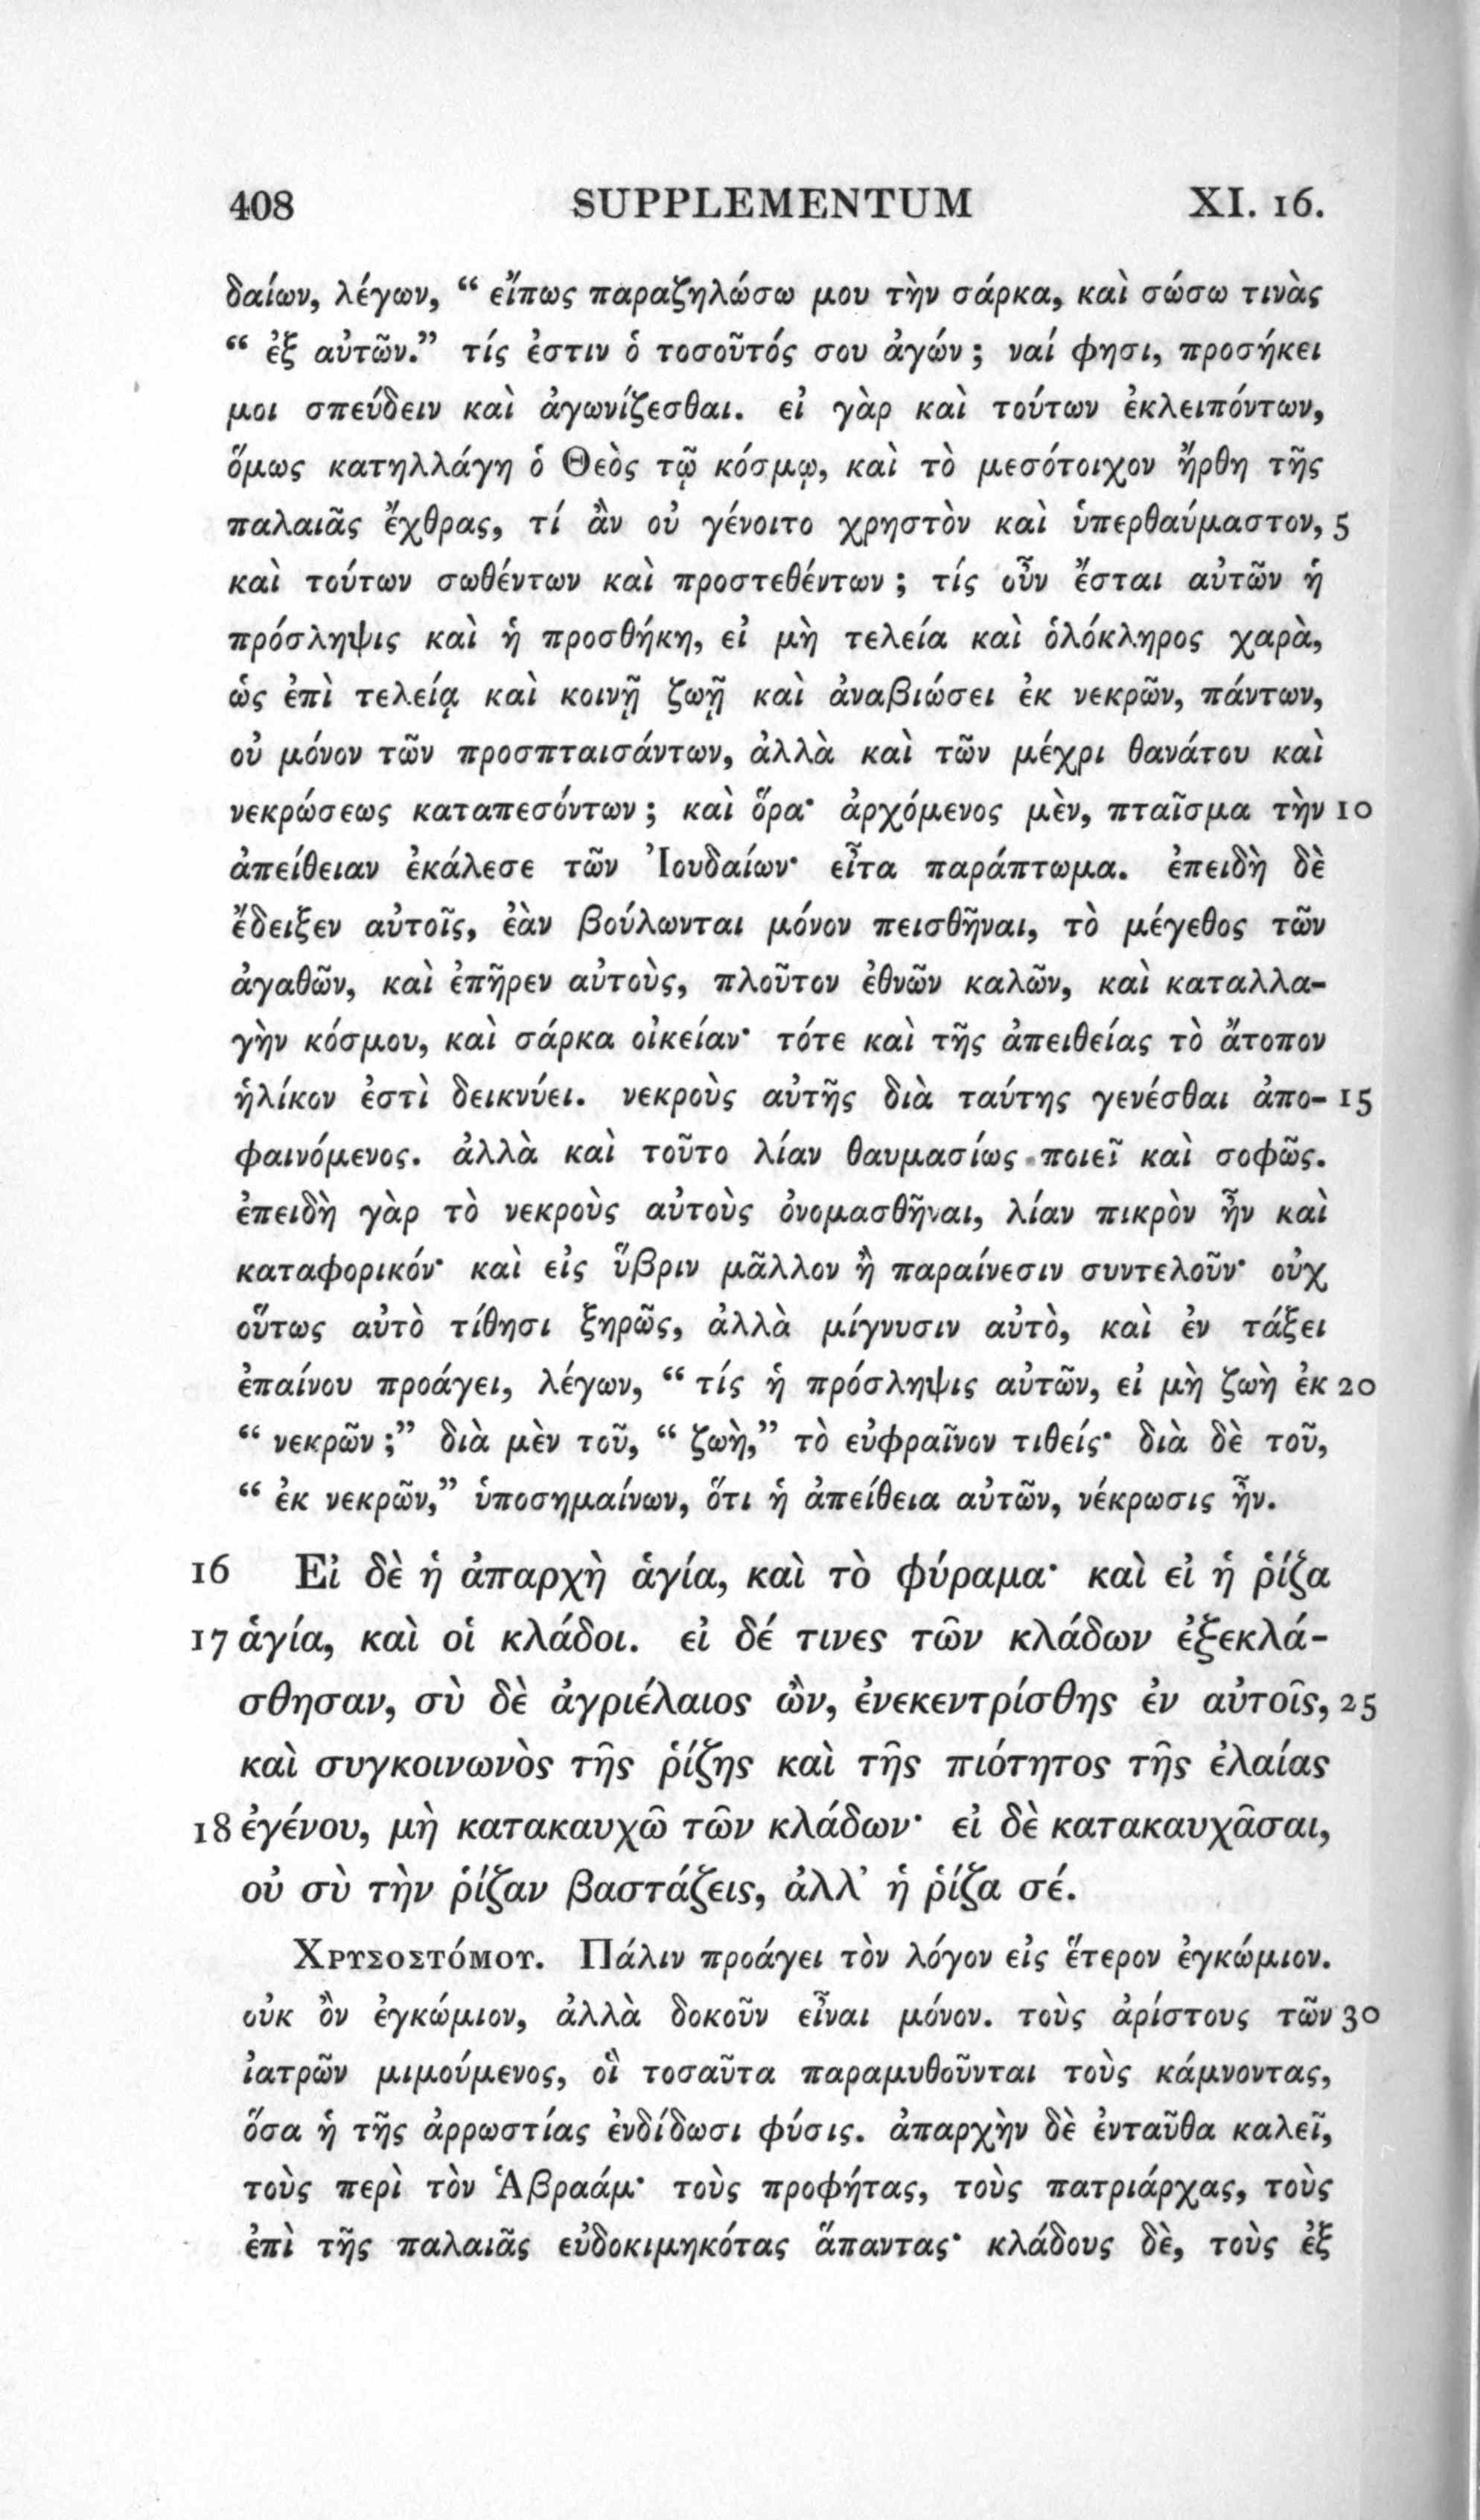 408 SUPPLEMENTUM XI. 16.
δαίων, λέγων, “ εἴπως παραζηλώσω μου τὴν σάρκα, καὶ σώσω τινὰς
“ ἐξ αὐτῶν.” τίς ἐστιν ὁ τοσοῦτός σου ἀγών ; ναί φησι, προσήκει
μοι σπεύδειν καὶ ἀγωνίζεσθαι. εἰ γὰρ καὶ τούτων ἐκλειπόντων,
ὅμως κατηλλάγη ὁ Θεὸς τῷ κόσμῳ, καὶ τὸ μεσότοιχον ἤρθη τῆς
παλαιᾶς ἔχθρας, τί ἂν οὐ γένοιτο χρηστὸν καὶ ὑπερθαύμαστον, 5
καὶ τούτων σωθέντων καὶ προστεθέντων ; τίς οὖν ἔσται αὐτῶν ἡ
πρόσληψις καὶ ἡ προσθήκη, εἰ μὴ τελεία καὶ ὁλόκληρος χαρὰ,
ὡς ἐπὶ τελείᾳ καὶ κοινῇ ζωῇ καὶ ἀναβιώσει ἐκ νεκρῶν, πάντων,
οὐ μόνον τῶν προσπταισάντων, ἀλλὰ καὶ τῶν μέχρι θανάτου καὶ
νεκρώσεως καταπεσόντων ; καὶ ὅρα· ἀρχόμενος μὲν, πταῖσμα τὴν 10
ἀπείθειαν ἐκάλεσε τῶν Ἰουδαίων· εἶτα παράπτωμα. ἐπειδὴ δὲ
ἔδειξεν αὐτοῖς, ἐὰν βούλωνται μόνον πεισθῆναι, τὸ μέγεθος τῶν
ἀγαθῶν, καὶ ἐπῆρεν αὐτοὺς, πλοῦτον ἐθνῶν καλῶν, καὶ καταλλα-
γὴν κόσμου, καὶ σάρκα οἰκείαν· τότε καὶ τῆς ἀπειθείας τὸ ἄτοπον
ἡλίκον ἐστὶ δεικνύει. νεκροὺς αὐτῆς διὰ ταύτης γενέσθαι ἀπο- 15
φαινόμενος. ἀλλὰ καὶ τοῦτο λίαν θαυμασίως ποιεῖ καὶ σοφῶς.
ἐπειδὴ γὰρ τὸ νεκροὺς αὐτοὺς ὀνομασθῆναι, λίαν πικρὸν ἦν καὶ
καταφορικόν· καὶ εἰς ὕβριν μᾶλλον ἢ παραίνεσιν συντελοῦν· οὐχ
οὕτως αὐτὸ τίθησι ξηρῶς, ἀλλὰ μίγνυσιν αὐτὸ, καὶ ἐν τάξει
ἐπαίνου προάγει, λέγων, “ τίς ἡ πρόσληψις αὐτῶν, εἰ μὴ ζωὴ ἐκ 20
“ νεκρῶν ;” διὰ μὲν τοῦ, “ ζωὴ,” τὸ εὐφραῖνον τιθείς· διὰ δὲ τοῦ,
“ ἐκ νεκρῶν,” ὑποσημαίνων, ὅτι ἡ ἀπείθεια αὐτῶν, νέκρωσις ἦν.
16 Εἰ δὲ ἡ ἀπαρχὴ ἁγία, καὶ τὸ φύραμα· καὶ εἰ ἡ ῥίζα
17 ἁγία, καὶ οἱ κλάδοι. εἰ δέ τινες τῶν κλάδων ἐξεκλά-
σθησαν, σὺ δὲ ἀγριέλαιος ὢν, ἐνεκεντρίσθης ἐν αὐτοῖς, 25
καὶ συγκοινωνὸς τῆς ῥίζης καὶ τῆς πιότητος τῆς ἐλαίας
18 ἐγένου, μὴ κατακαυχῶ τῶν κλάδων· εἰ δὲ κατακαυχᾶσαι,
οὐ σὺ τὴν ῥίζαν βαστάζεις, ἀλλ’ ἡ ῥίζα σέ.
Χρυσοστόμου. Πάλιν προάγει τὸν λόγον εἰς ἕτερον ἐγκώμιον.
οὐκ ὂν ἐγκώμιον, ἀλλὰ δοκοῦν εἶναι μόνον. τοὺς ἀρίστους τῶν 30
ἰατρῶν μιμούμενος, οἳ τοσαῦτα παραμυθοῦνται τοὺς κάμνοντας,
ὅσα ἡ τῆς ἀρρωστίας ἐνδίδωσι φύσις. ἀπαρχὴν δὲ ἐνταῦθα καλεῖ,
τοὺς περὶ τὸν Ἁβραάμ· τοὺς προφήτας, τοὺς πατριάρχας, τοὺς
ἐπὶ τῆς παλαιᾶς εὐδοκιμηκότας ἅπαντας· κλάδους δὲ, τοὺς ἐξ